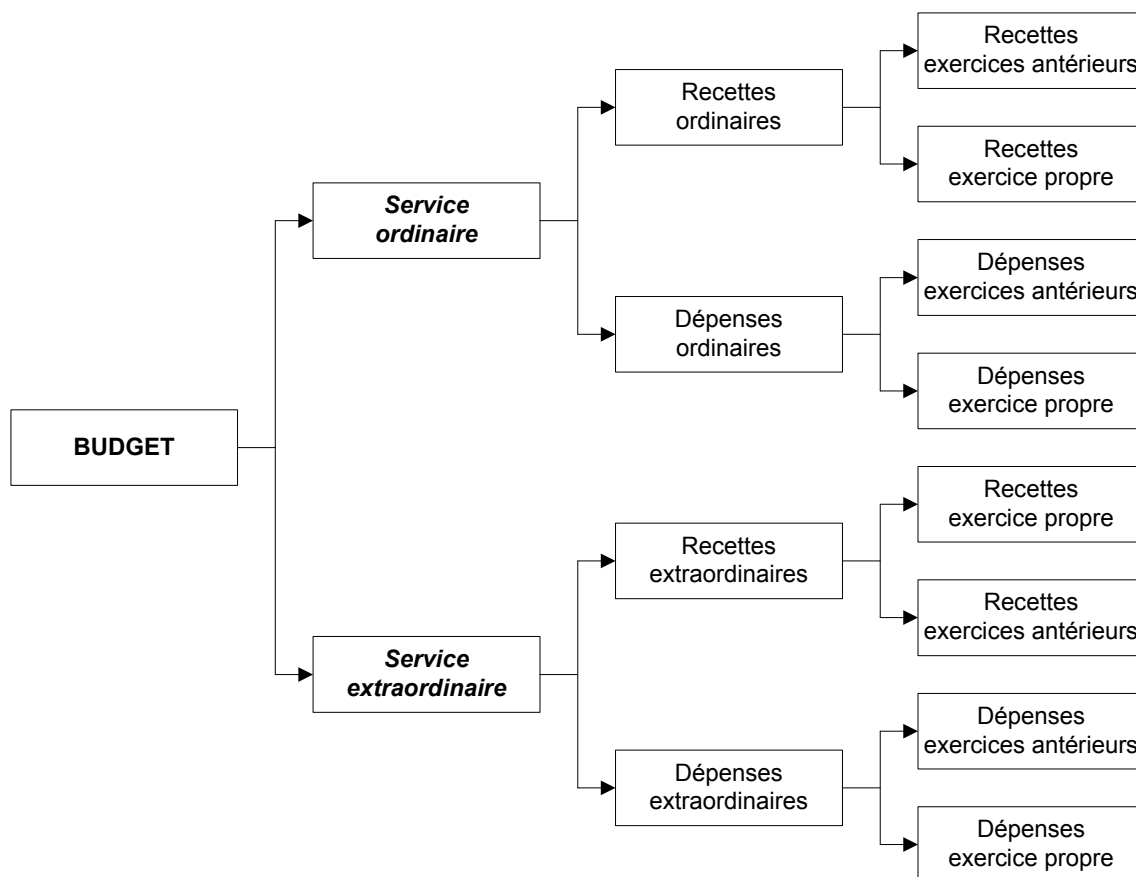 Recettes
exercices antérieurs
Recettes
ordinaires
Recettes
exercice propre
Service
ordinaire
Dépenses
exercices antérieurs
Dépenses
ordinaires
Dépenses
exercice propre
BUDGET
Recettes
exercice propre
Recettes
extraordinaires
Recettes
exercices antérieurs
Service
extraordinaire
Dépenses
exercices antérieurs
Dépenses
extraordinaires
Dépenses
exercice propre